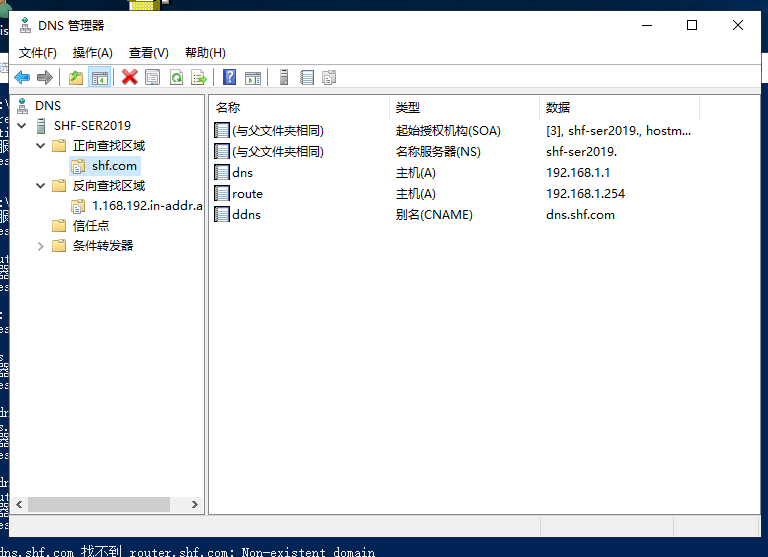 DNS 管理器
文件(F) 操作(A) 查看(V) 帮助(H)
DNS
SHF-SER2019
正向查找区域
shf.com
反向查找区域
1.168.192.in-addr.a
信任点
条件转发器
名称 类型 数据
(与父文件夹相同) 起始授权机构(SOA) [3], shf-ser2019., hostm...
(与父文件夹相同) 名称服务器(NS) shf-ser2019.
dns 主机(A) 192.168.1.1
route 主机(A) 192.168.1.254
ddns 别名(CNAME) dns.shf.com
dns.shf.com 找不到 router.shf.com: Non-existent domain